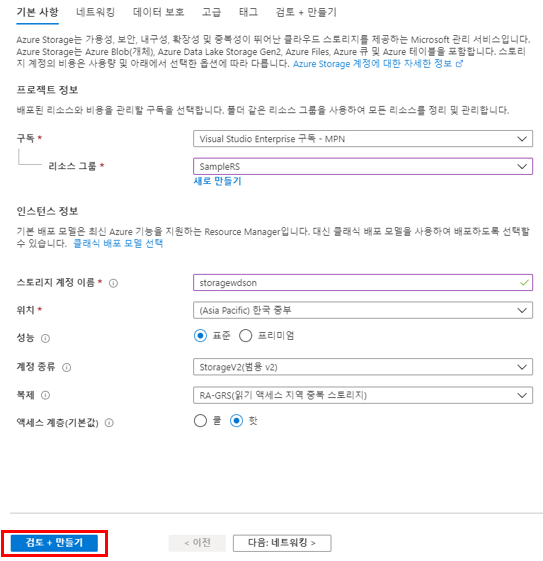 기본 사항 네트워킹 데이터 보호 고급 태그 검토 + 만들기
Azure Storage는 가용성, 보안, 내구성, 확장성 및 중복성이 뛰어난 클라우드 스토리지를 제공하는 Microsoft 관리 서비스입니다.
Azure Storage에는 Azure Blob(개체), Azure Data Lake Storage Gen2, Azure Files, Azure 큐 및 Azure 테이블을 포함합니다. 스토리
지 계정의 비용은 사용량 및 아래에서 선택한 옵션에 따라 다릅니다. Azure Storage 계정에 대한 자세한 정보
프로젝트 정보
배포된 리소스와 비용을 관리할 구독을 선택합니다. 폴더 같은 리소스 그룹을 사용하여 모든 리소스를 정리 및 관리합니다.
구독 * Visual Studio Enterprise 구독 - MPN
리소스 그룹 * SampleRS
새로 만들기
인스턴스 정보
기본 배포 모델은 최신 Azure 기능을 지원하는 Resource Manager입니다. 대신 클래식 배포 모델을 사용하여 배포하도록 선택할
수 있습니다. 클래식 배포 모델 선택
스토리지 계정 이름 * storagewdson
위치 * (Asia Pacific) 한국 중부
성능 표준 프리미엄
계정 종류 StorageV2(범용 v2)
복제 RA-GRS(읽기 액세스 지역 중복 스토리지)
액세스 계층(기본값) 쿨 핫
검토 + 만들기 < 이전 다음: 네트워킹 >